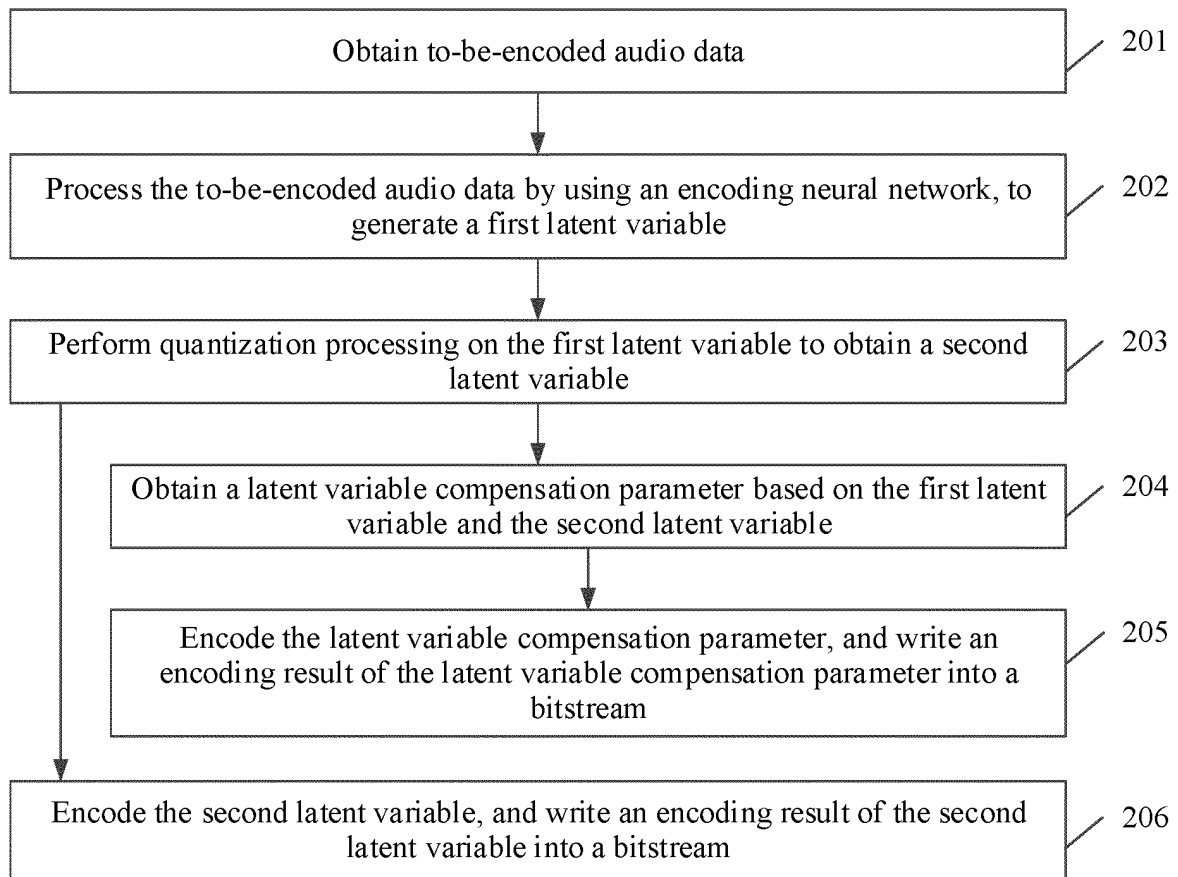 Obtain to-be-encoded audio data
201
Process the to-be-encoded audio data by using an encoding neural network, to
generate a first latent variable
202
Perform quantization processing on the first latent variable to obtain a second
latent variable
203
Obtain a latent variable compensation parameter based on the first latent
variable and the second latent variable
204
Encode the latent variable compensation parameter, and write an
encoding result of the latent variable compensation parameter into a
bitstream
205
Encode the second latent variable, and write an encoding result of the second
latent variable into a bitstream
206